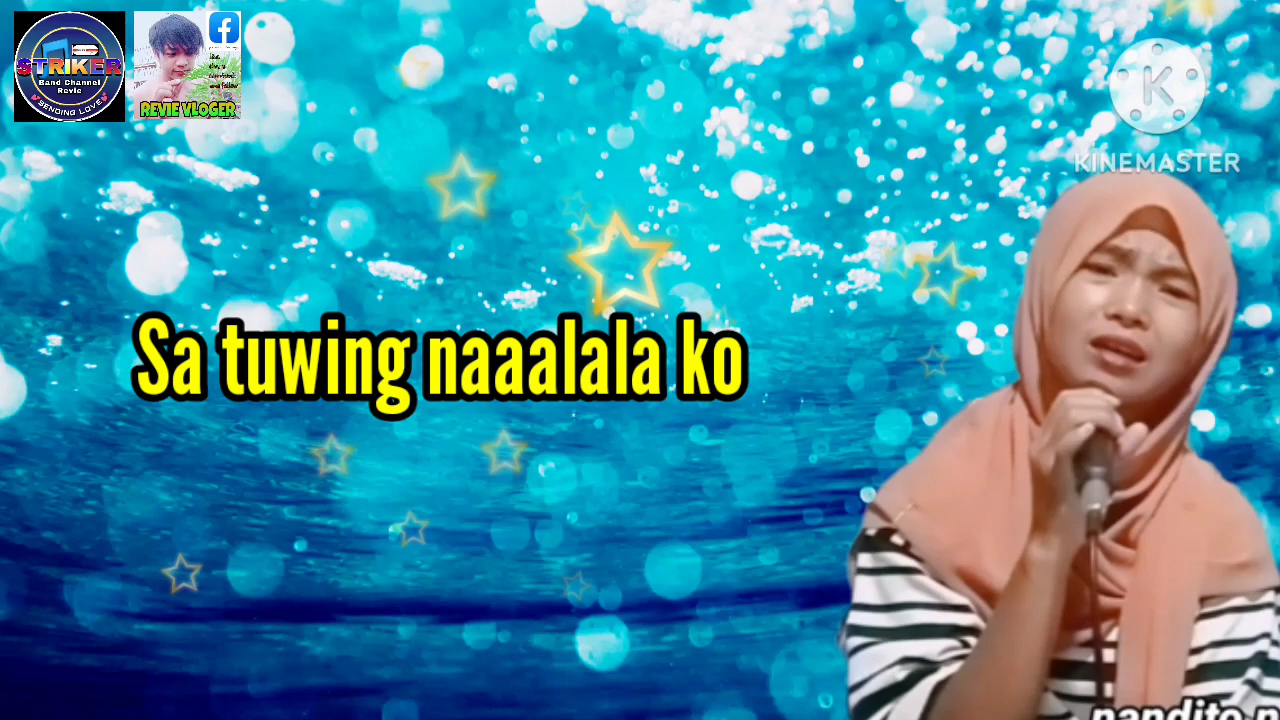 STRIKER
Band Channel
Revie
SENDING LOVE
REVIE VLOGER
K
KINEMASTER
Sa tuwing naaalala ko